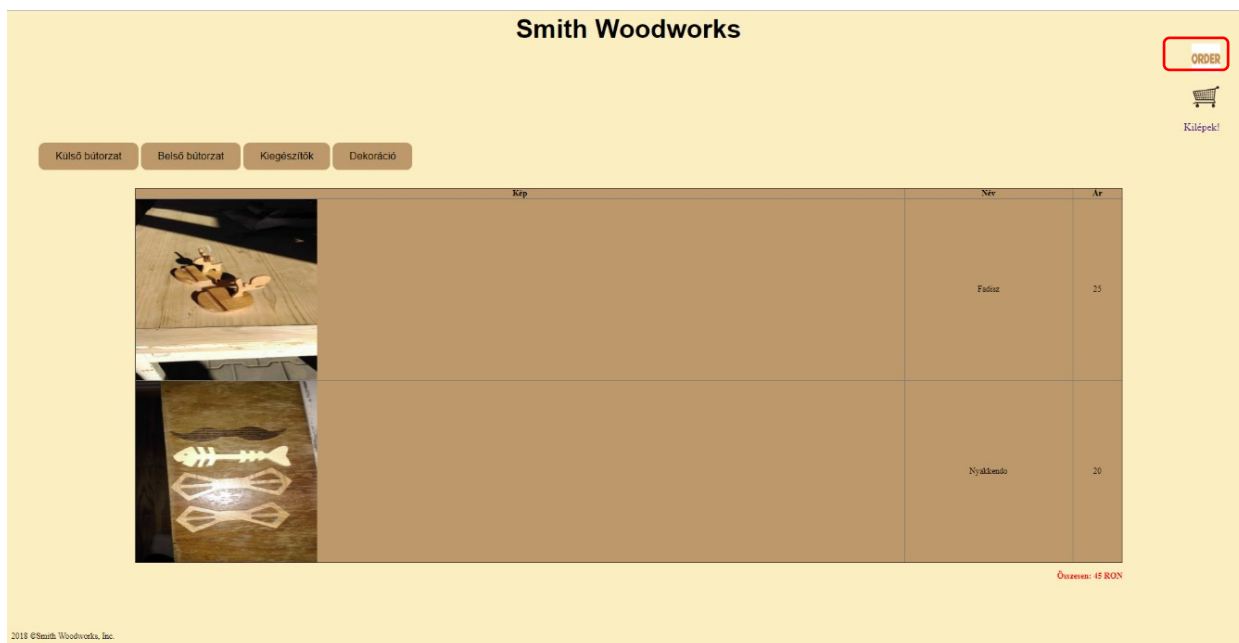 Smith Woodworks
ORDER
Kilépek!
Külső bútorzat Belső bútorzat Kiegészítők Dekoráció
Kép Név Ár
Fadisz 25
Nyakkendo 20
Összesen: 45 RON
2018 ©Smith Woodworks, Inc.